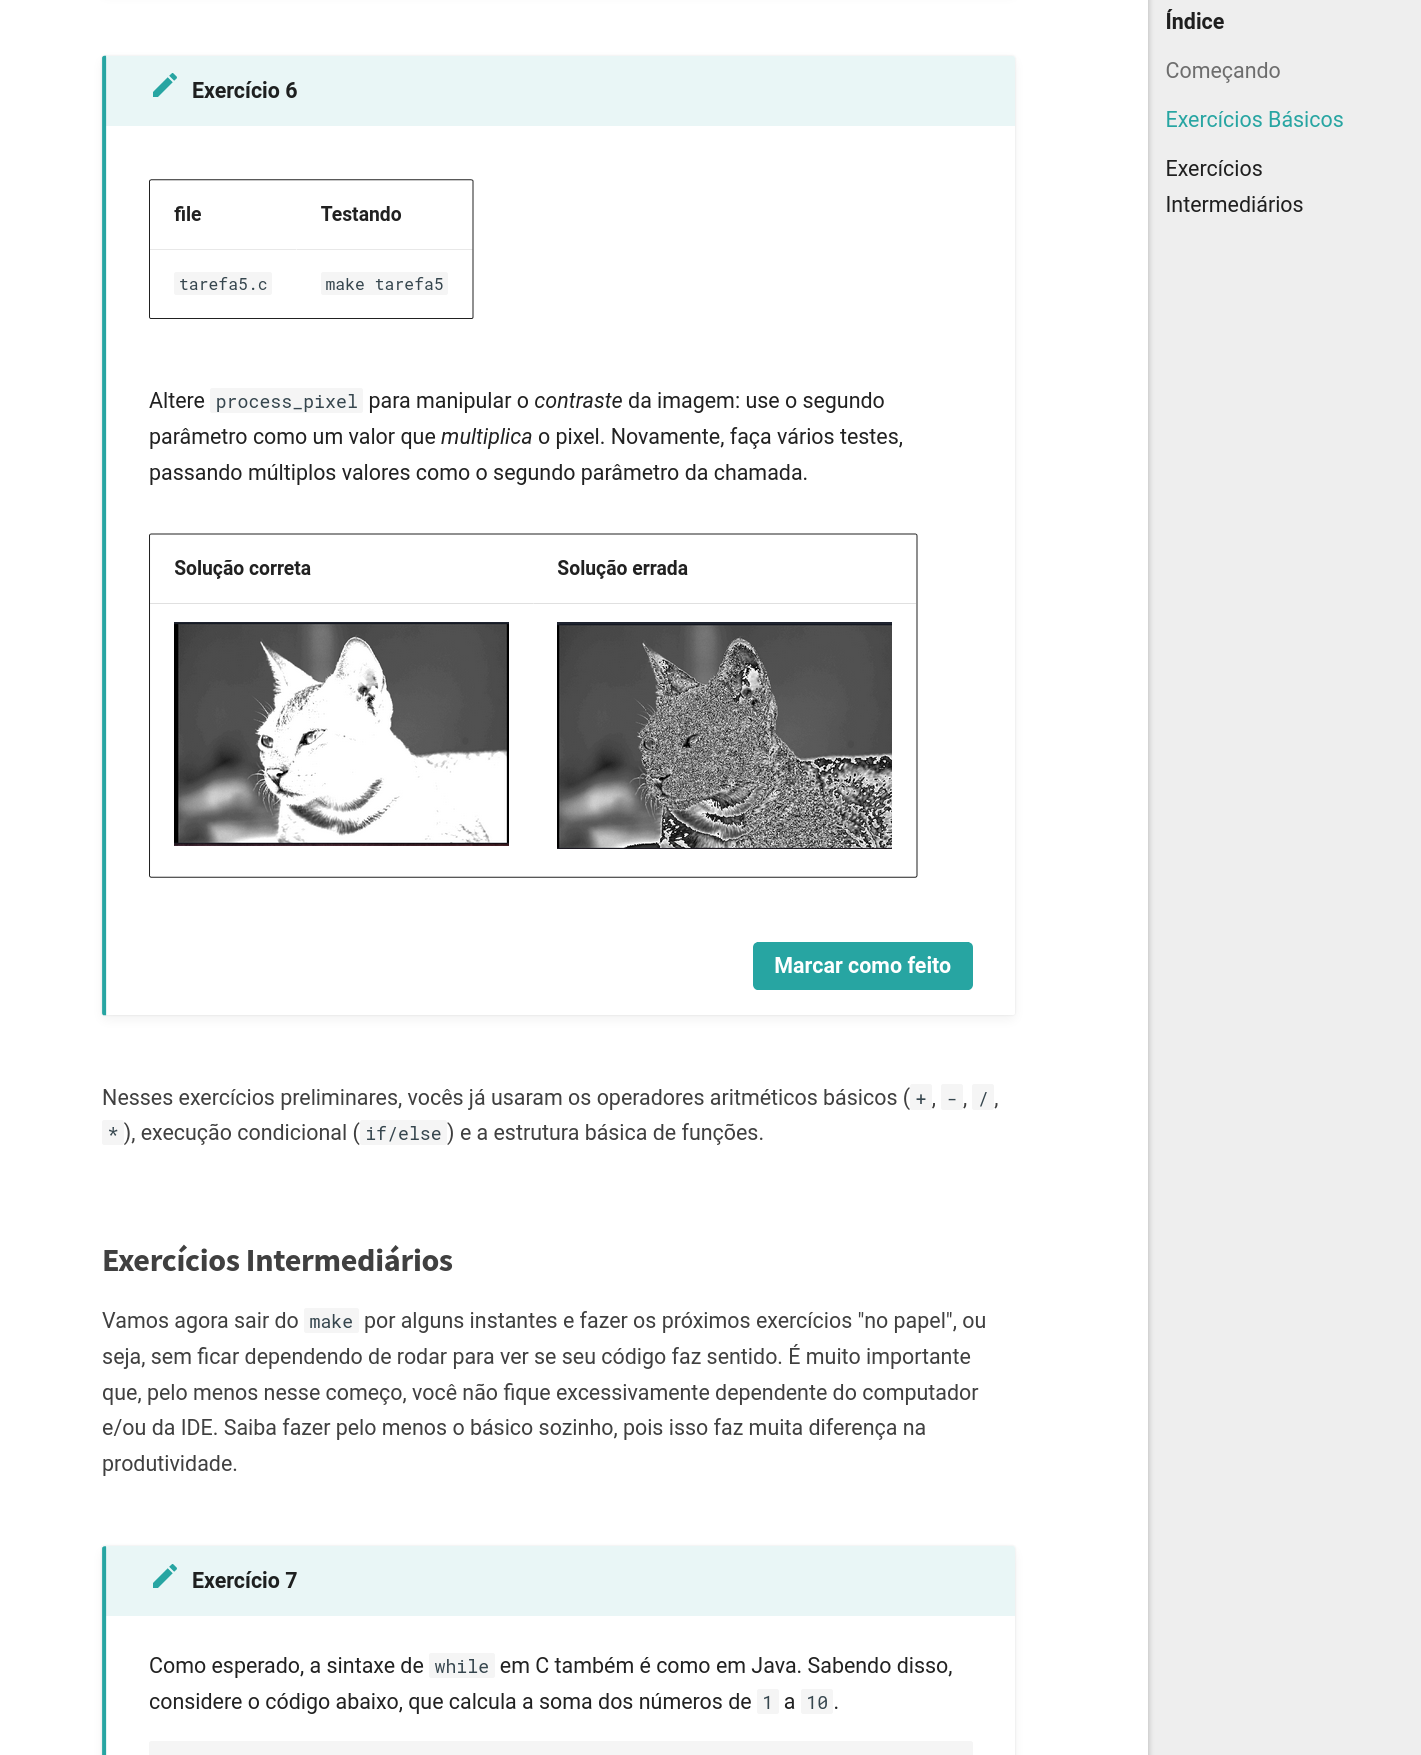 Exercício 6
file Testando
tarefa5.c make tarefa5
Altere process_pixel para manipular o contraste da imagem: use o segundo
parâmetro como um valor que multiplica o pixel. Novamente, faça vários testes,
passando múltiplos valores como o segundo parâmetro da chamada.
Solução correta Solução errada
Marcar como feito
Nesses exercícios preliminares, vocês já usaram os operadores aritméticos básicos ( + , - , / ,
* ), execução condicional ( if/else ) e a estrutura básica de funções.
Exercícios Intermediários
Vamos agora sair do make por alguns instantes e fazer os próximos exercícios "no papel", ou
seja, sem ficar dependendo de rodar para ver se seu código faz sentido. É muito importante
que, pelo menos nesse começo, você não fique excessivamente dependente do computador
e/ou da IDE. Saiba fazer pelo menos o básico sozinho, pois isso faz muita diferença na
produtividade.
Exercício 7
Como esperado, a sintaxe de while em C também é como em Java. Sabendo disso,
considere o código abaixo, que calcula a soma dos números de 1 a 10 .
Índice
Começando
Exercícios Básicos
Exercícios
Intermediários